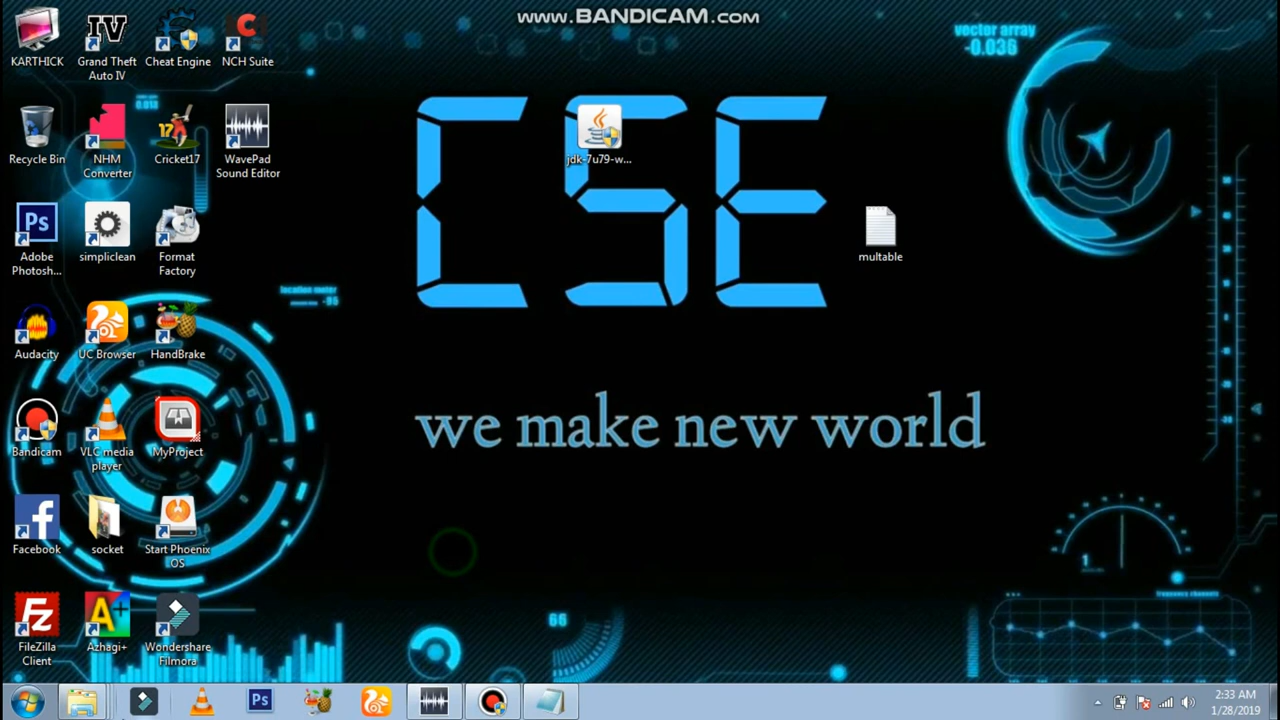 www.BANDICAM.com
vector array
-0.036
KARTHICK
Grand Theft
Auto IV
Cheat Engine
NCH Suite
Recycle Bin
NHM
Converter
Cricket17
WavePad
Sound Editor
jdk-7u79-w...
CSE
multable
Adobe
Photosh...
simpliclean
Format
Factory
Audacity
UC Browser
HandBrake
we make new world
Bandicam
VLC media
player
MyProject
Facebook
socket
Start Phoenix
OS
1
66
FileZilla
Client
Azhagi+
Wondershare
Filmora
2:33 AM
1/28/2019